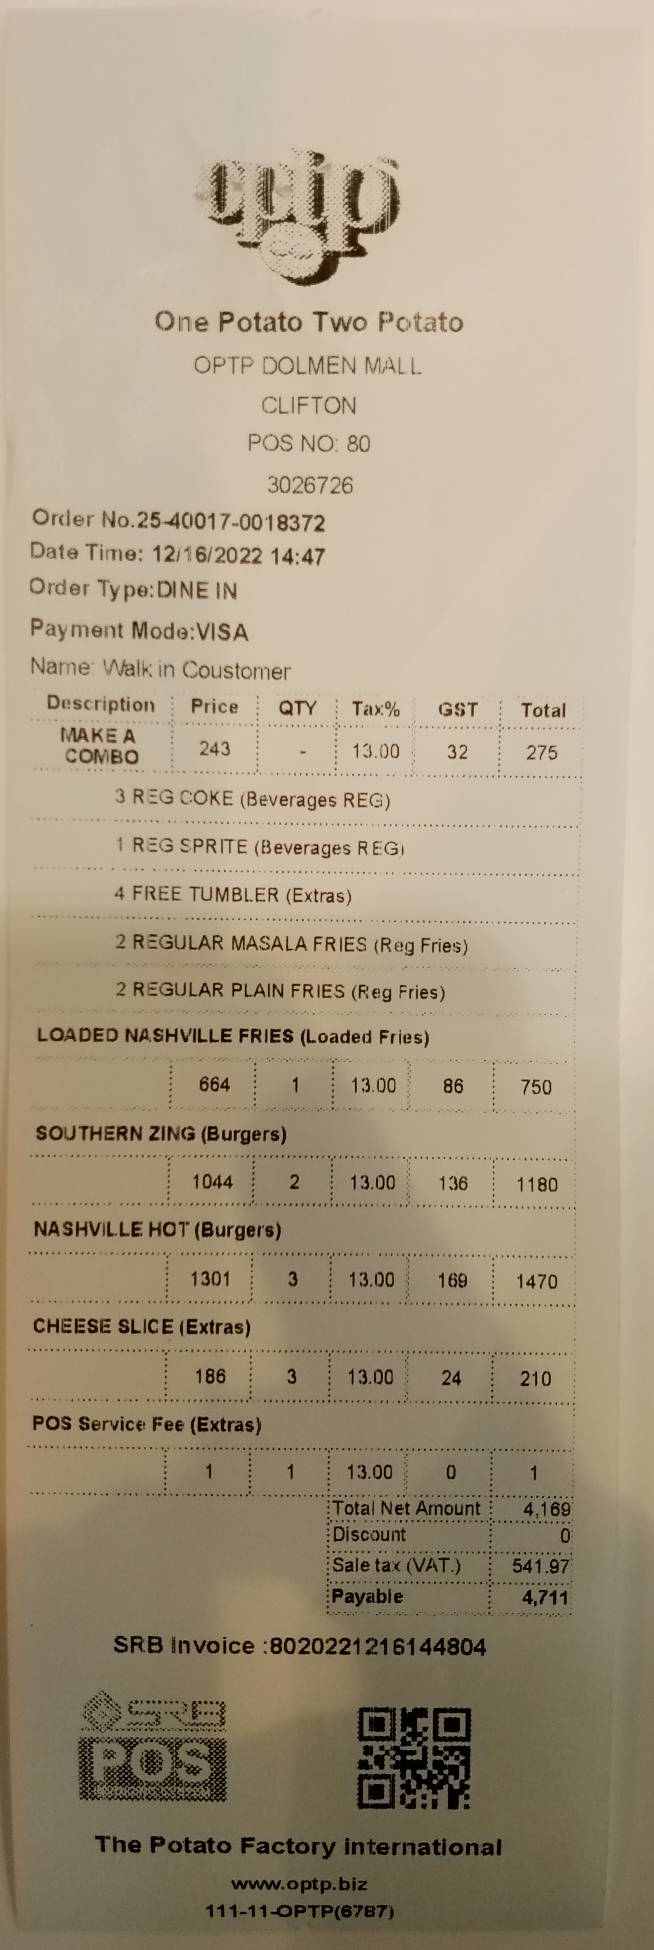 optp
One Potato Two Potato
OPTP DOLMEN MALL
CLIFTON
POS NO: 80
3026726
Order No.25-40017-0018372
Date Time: 12/16/2022 14:47
Order Type:DINE IN
Payment Mode:VISA
Name: Walk in Coustomer
Description Price QTY Tax% GST Total
MAKE A COMBO 243 - 13.00 32 275
3 REG COKE (Beverages REG)
1 REG SPRITE (Beverages REG)
4 FREE TUMBLER (Extras)
2 REGULAR MASALA FRIES (Reg Fries)
2 REGULAR PLAIN FRIES (Reg Fries)
LOADED NASHVILLE FRIES (Loaded Fries)
664 1 13.00 86 750
SOUTHERN ZING (Burgers)
1044 2 13.00 136 1180
NASHVILLE HOT (Burgers)
1301 3 13.00 169 1470
CHEESE SLICE (Extras)
186 3 13.00 24 210
POS Service Fee (Extras)
1 1 13.00 0 1
Total Net Amount 4,169
Discount 0
Sale tax (VAT.) 541.97
Payable 4,711
SRB Invoice :8020221216144804
SRB
POS
The Potato Factory international
www.optp.biz
111-11-OPTP(6787)